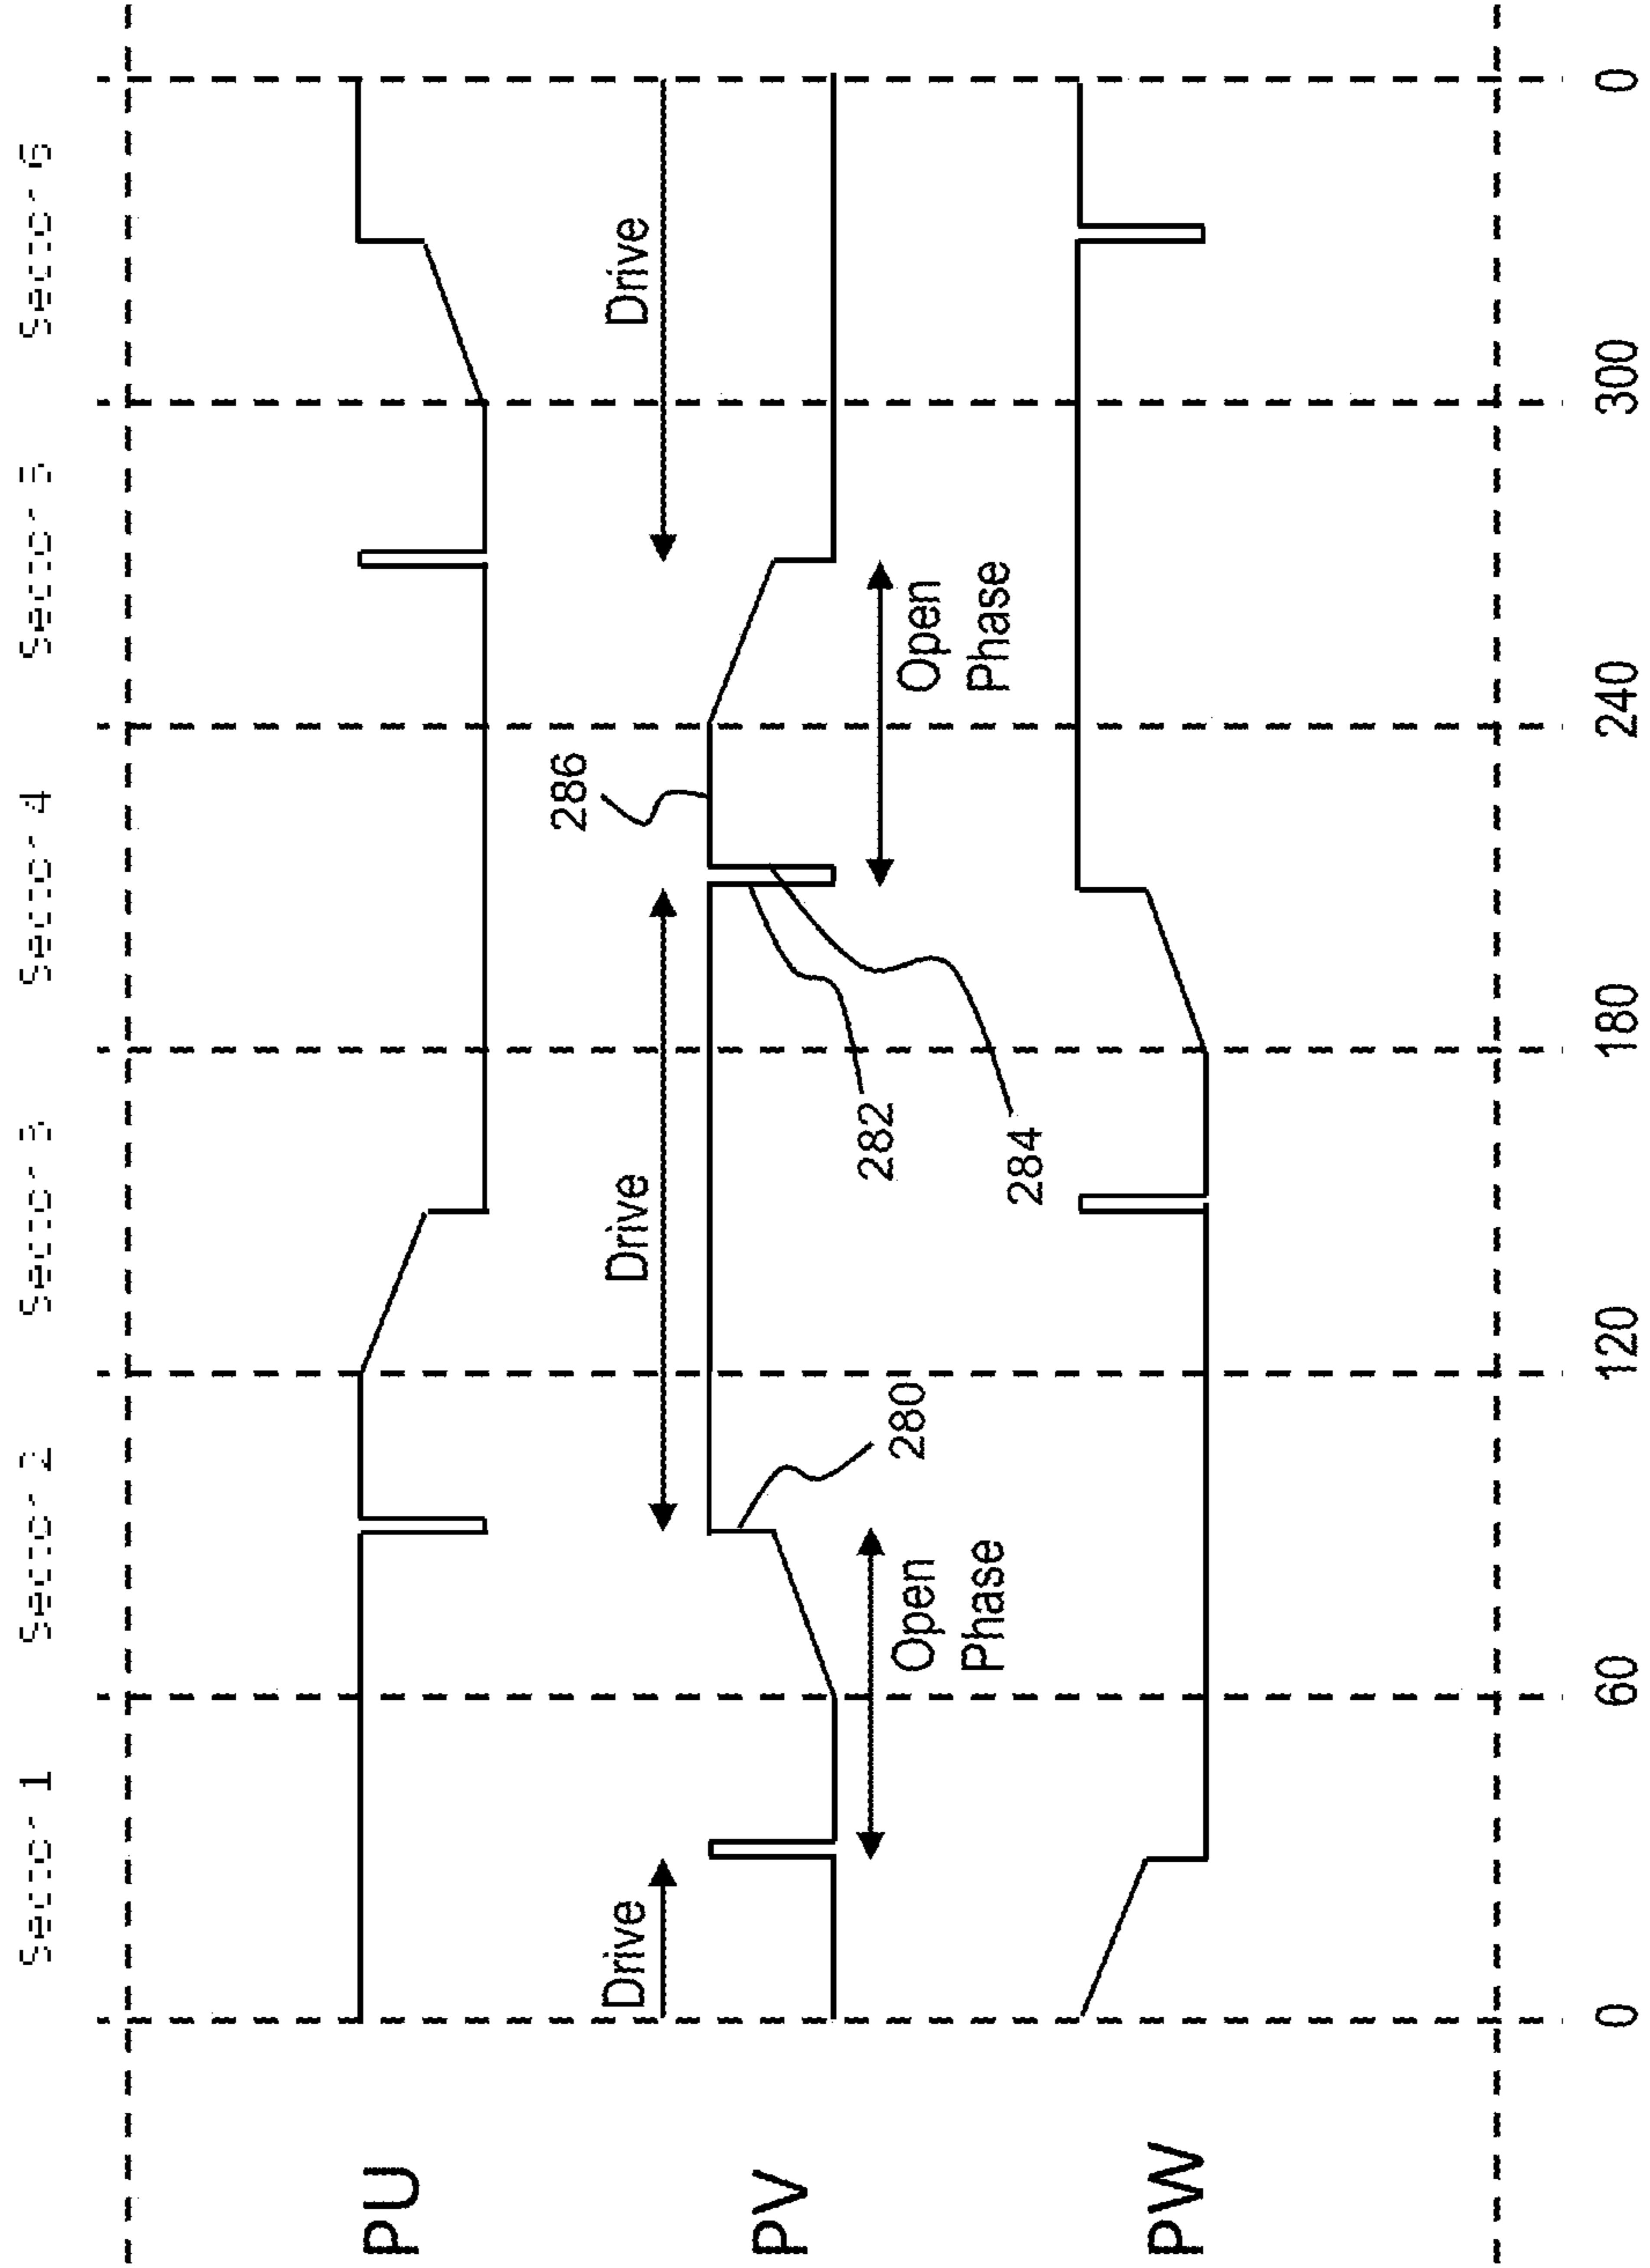 Sector 1 Sector 2 Sector 3 Sector 4 Sector 5 Sector 6
PU
Drive Drive Drive
286
PV
280
282
Open
Phase
Open
Phase
284
PW
0 60 120 180 240 300 0